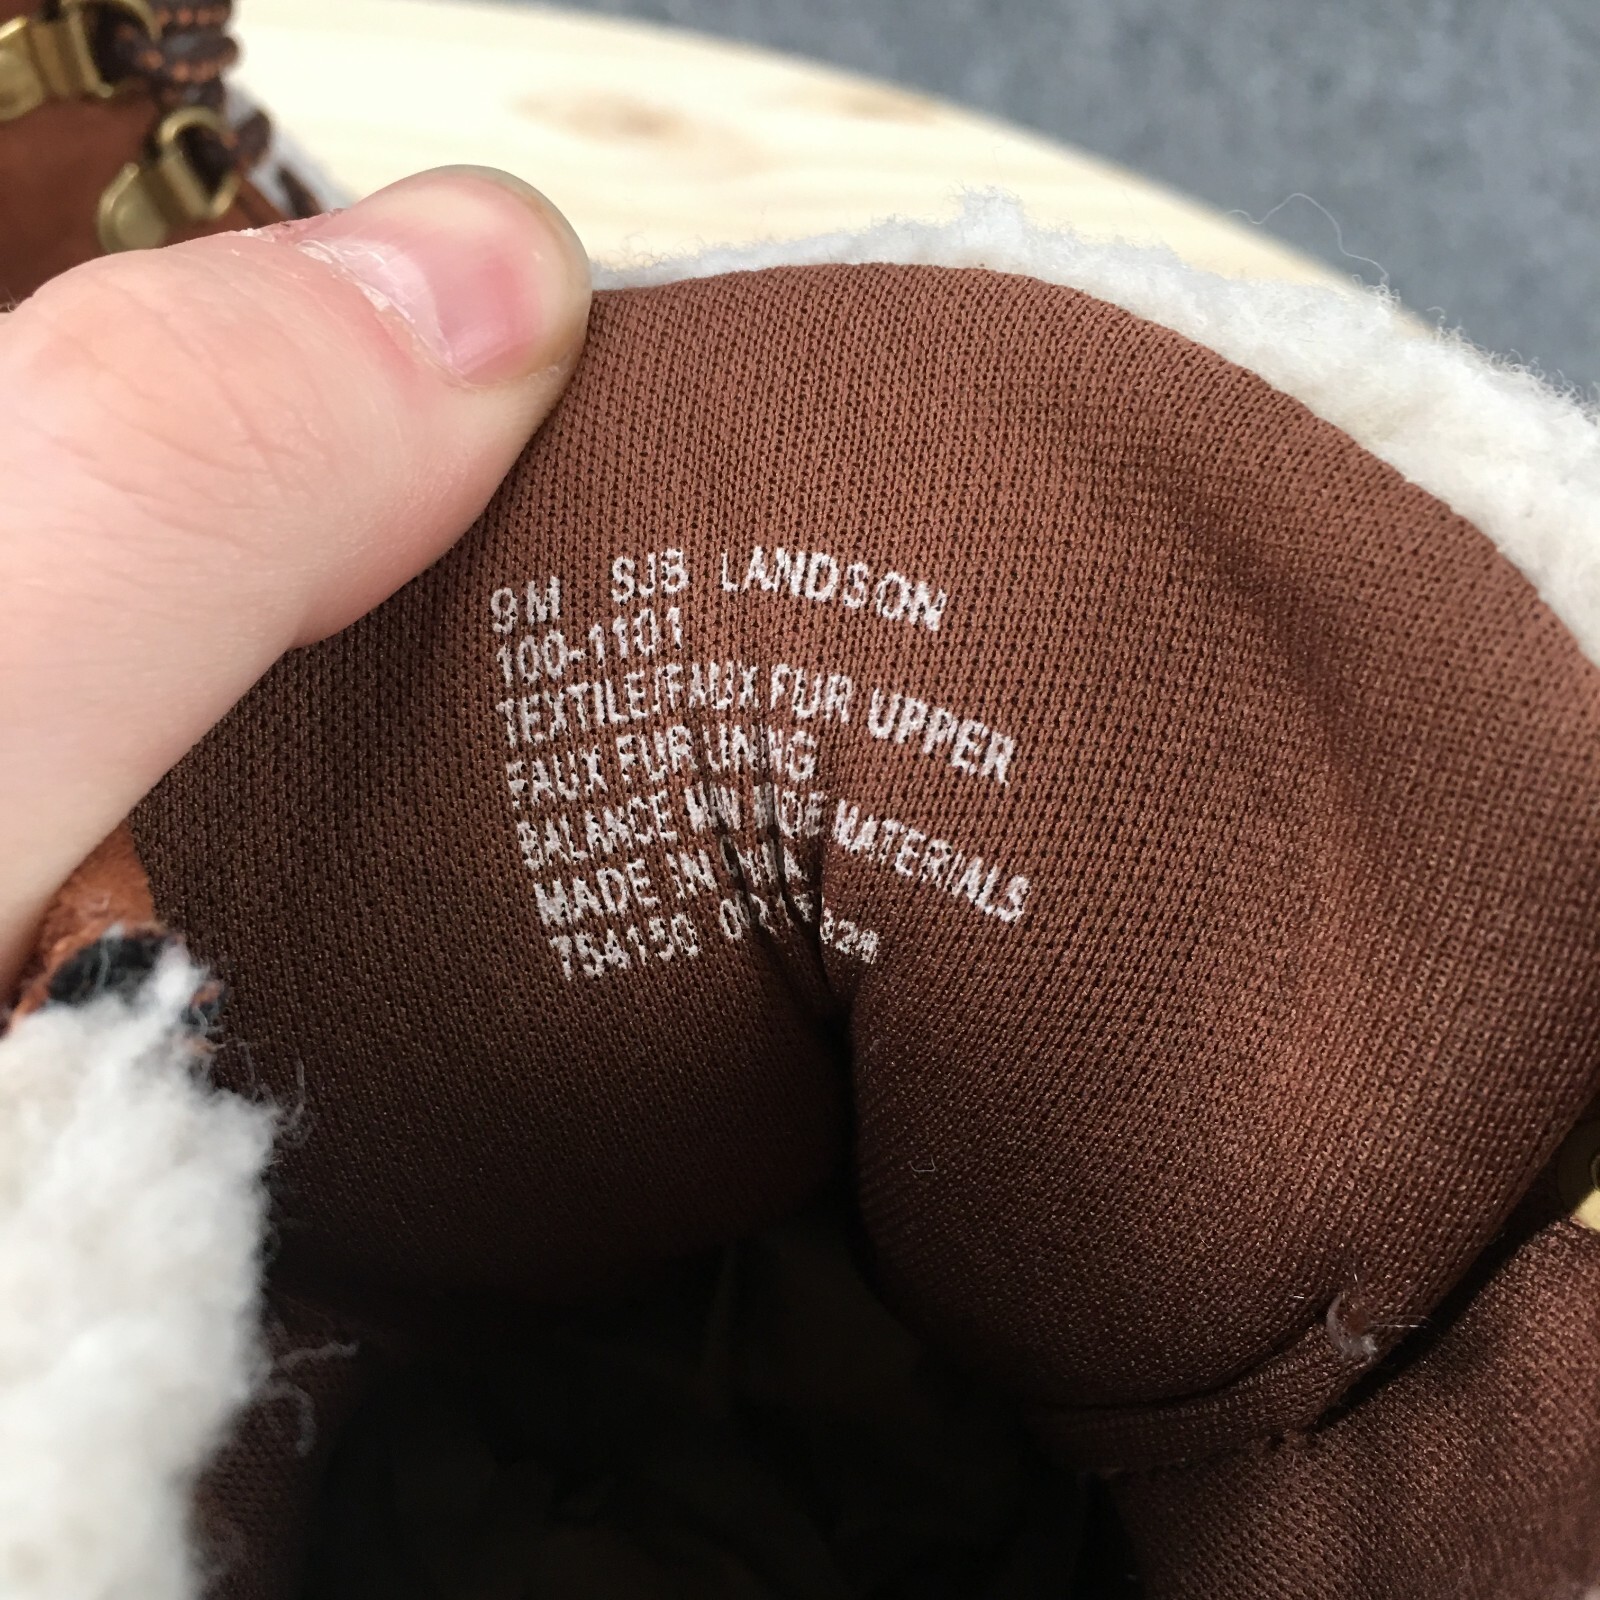 9M SJB LANDSON
100-1101
TEXTILE/FAUX FUR UPPER
FAUX FUR LINING
BALANCE MAN MADE MATERIALS
MADE IN CHINA
754150